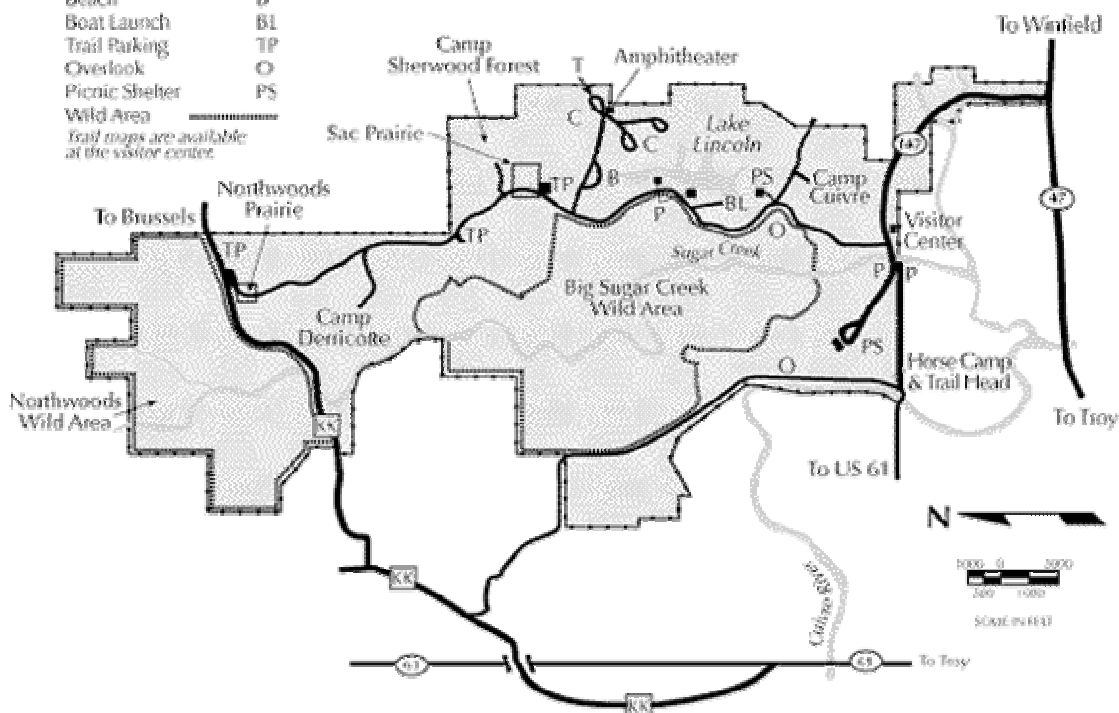 Beach B
Boat Launch BL
Trail Parking TP
Overlook O
Picnic Shelter PS
Wild Area
Trail maps are available
at the visitor center.
To Winfield
Camp
Sherwood Forest
T
Amphitheater
C
C
Lake
Lincoln
Sac Prairie
147
TP
B
P
PS
BL
Camp
Cuivre
47
Northwoods
Prairie
To Brussels
TP
TP
O
Visitor
Center
Sugar Creek
P
P
Big Sugar Creek
Wild Area
Camp
Derricotte
PS
O
Horse Camp
& Trail Head
Northwoods
Wild Area
KK
To Troy
To US 61
N
KK
1000 0
SCALE IN FEET
River
61
61
To Troy
KK